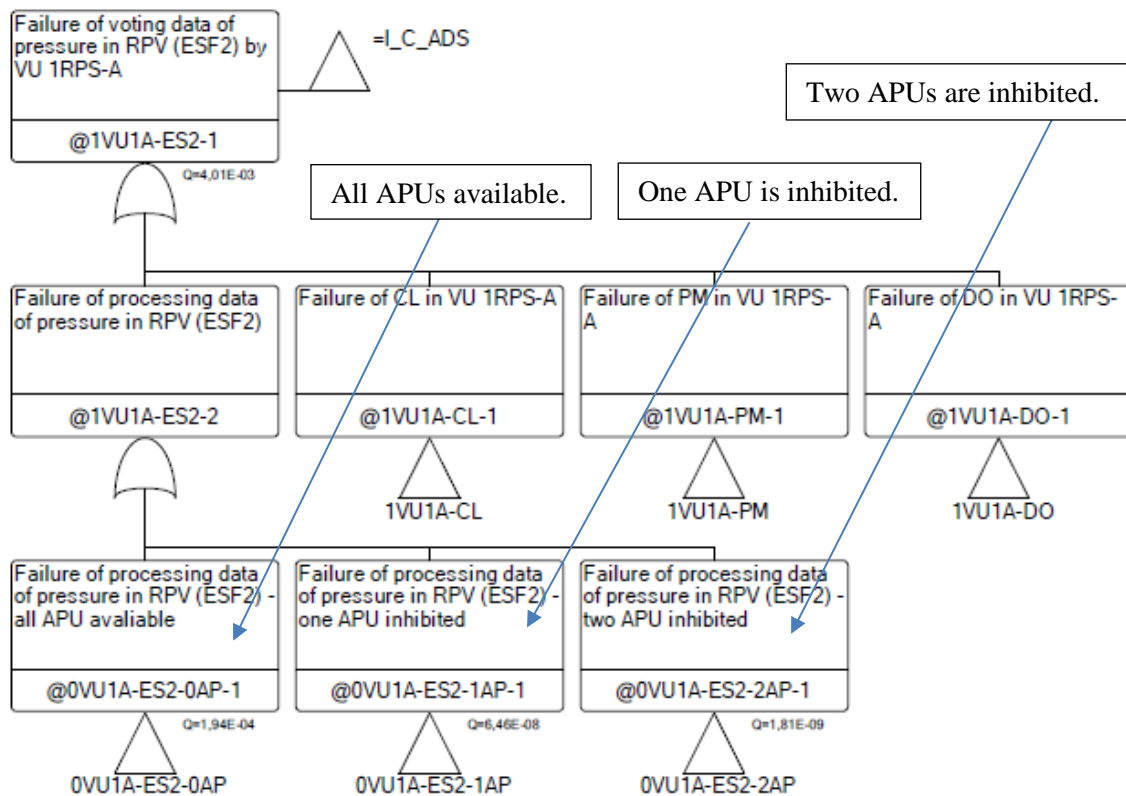 Failure of voting data of
pressure in RPV (ESF2) by
VU 1RPS-A
@1VU1A-ES2-1
Q=4,01E-03
=I_C_ADS
Two APUs are inhibited.
All APUs available.
One APU is inhibited.
Failure of processing data
of pressure in RPV (ESF2)
@1VU1A-ES2-2
Failure of CL in VU 1RPS-A
@1VU1A-CL-1
1VU1A-CL
Failure of PM in VU 1RPS-
A
@1VU1A-PM-1
1VU1A-PM
Failure of DO in VU 1RPS-
A
@1VU1A-DO-1
1VU1A-DO
Failure of processing data
of pressure in RPV (ESF2) -
all APU avaliable
@0VU1A-ES2-0AP-1
Q=1,94E-04
0VU1A-ES2-0AP
Failure of processing data
of pressure in RPV (ESF2) -
one APU inhibited
@0VU1A-ES2-1AP-1
Q=6,46E-08
0VU1A-ES2-1AP
Failure of processing data
of pressure in RPV (ESF2) -
two APU inhibited
@0VU1A-ES2-2AP-1
Q=1,81E-09
0VU1A-ES2-2AP